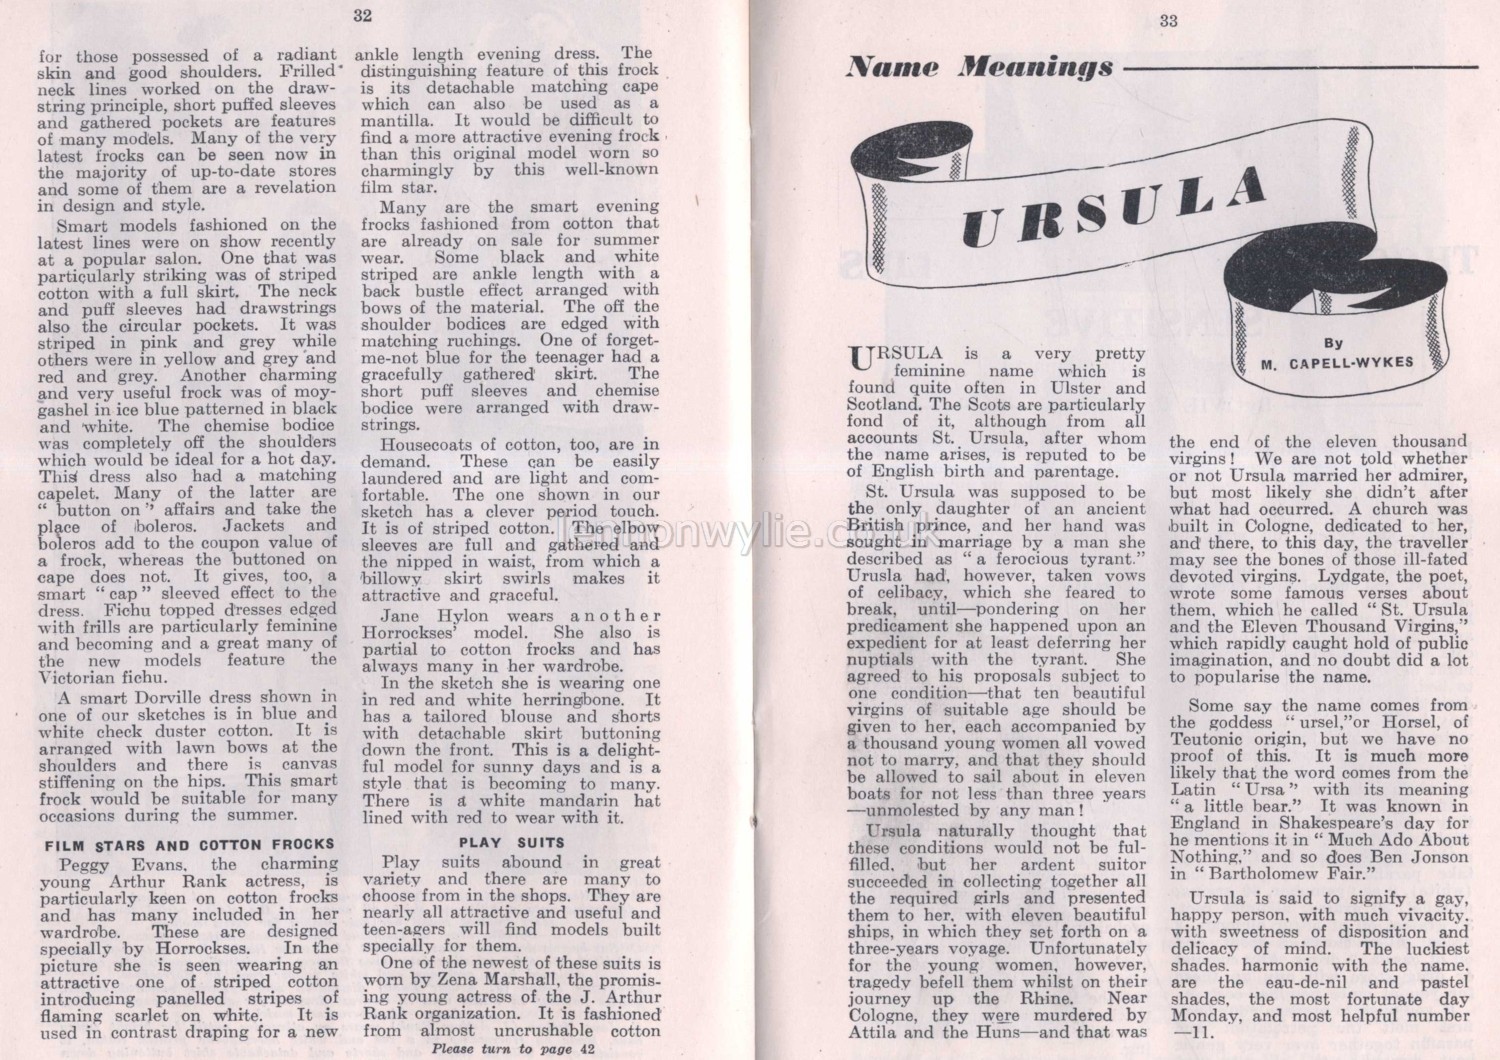 32
for those possessed of a radiant
skin and good shoulders. Frilled
neck lines worked on the draw-
string principle, short puffed sleeves
and gathered pockets are features
of many models. Many of the very
latest frocks can be seen now in
the majority of up-to-date stores
and some of them are a revelation
in design and style.
Smart models fashioned on the
latest lines were on show recently
at a popular salon. One that was
particularly striking was of striped
cotton with a full skirt. The neck
and puff sleeves had drawstrings
also the circular pockets. It was
striped in pink and grey while
others were in yellow and grey and
red and grey. Another charming
and very useful frock was of moy-
gashel in ice blue patterned in black
and white. The chemise bodice
was completely off the shoulders
which would be ideal for a hot day.
This dress also had a matching
capelet. Many of the latter are
“ button on ” affairs and take the
place of boleros. Jackets and
boleros add to the coupon value of
a frock, whereas the buttoned on
cape does not. It gives, too, a
smart “ cap ” sleeved effect to the
dress. Fichu topped dresses edged
with frills are particularly feminine
and becoming and a great many of
the new models feature the
Victorian fichu.
A smart Dorville dress shown in
one of our sketches is in blue and
white check duster cotton. It is
arranged with lawn bows at the
shoulders and there is canvas
stiffening on the hips. This smart
frock would be suitable for many
occasions during the summer.
FILM STARS AND COTTON FROCKS
Peggy Evans, the charming
young Arthur Rank actress, is
particularly keen on cotton frocks
and has many included in her
wardrobe. These are designed
specially by Horrockses. In the
picture she is seen wearing an
attractive one of striped cotton
introducing panelled stripes of
flaming scarlet on white. It is
used in contrast draping for a new
ankle length evening dress. The
distinguishing feature of this frock
is its detachable matching cape
which can also be used as a
mantilla. It would be difficult to
find a more attractive evening frock
than this original model worn so
charmingly by this well-known
film star.
Many are the smart evening
frocks fashioned from cotton that
are already on sale for summer
wear. Some black and white
striped are ankle length with a
back bustle effect arranged with
bows of the material. The off the
shoulder bodices are edged with
matching ruchings. One of forget-
me-not blue for the teenager had a
gracefully gathered skirt. The
short puff sleeves and chemise
bodice were arranged with draw-
strings.
Housecoats of cotton, too, are in
demand. These can be easily
laundered and are light and com-
fortable. The one shown in our
sketch has a clever period touch.
It is of striped cotton. The elbow
sleeves are full and gathered and
the nipped in waist, from which a
billowy skirt swirls makes it
attractive and graceful.
Jane Hylon wears another
Horrockses’ model. She also is
partial to cotton frocks and has
always many in her wardrobe.
In the sketch she is wearing one
in red and white herringbone. It
has a tailored blouse and shorts
with detachable skirt buttoning
down the front. This is a delight-
ful model for sunny days and is a
style that is becoming to many.
There is a white mandarin hat
lined with red to wear with it.
PLAY SUITS
Play suits abound in great
variety and there are many to
choose from in the shops. They are
nearly all attractive and useful and
teen-agers will find models built
specially for them.
One of the newest of these suits is
worn by Zena Marshall, the promis-
ing young actress of the J. Arthur
Rank organization. It is fashioned
from almost uncrushable cotton
Please turn to page 42
33
Name Meanings
URSULA
By
M. CAPELL-WYKES
URSULA is a very pretty
feminine name which is
found quite often in Ulster and
Scotland. The Scots are particularly
fond of it, although from all
accounts St. Ursula, after whom
the name arises, is reputed to be
of English birth and parentage.
St. Ursula was supposed to be
the only daughter of an ancient
British prince, and her hand was
sought in marriage by a man she
described as “ a ferocious tyrant.”
Urusla had, however, taken vows
of celibacy, which she feared to
break, until—pondering on her
predicament she happened upon an
expedient for at least deferring her
nuptials with the tyrant. She
agreed to his proposals subject to
one condition—that ten beautiful
virgins of suitable age should be
given to her, each accompanied by
a thousand young women all vowed
not to marry, and that they should
be allowed to sail about in eleven
boats for not less than three years
—unmolested by any man !
Ursula naturally thought that
these conditions would not be ful-
filled, but her ardent suitor
succeeded in collecting together all
the required girls and presented
them to her, with eleven beautiful
ships, in which they set forth on a
three-years voyage. Unfortunately
for the young women, however,
tragedy befell them whilst on their
journey up the Rhine. Near
Cologne, they were murdered by
Attila and the Huns—and that was
the end of the eleven thousand
virgins ! We are not told whether
or not Ursula married her admirer,
but most likely she didn’t after
what had occurred. A church was
built in Cologne, dedicated to her,
and there, to this day, the traveller
may see the bones of those ill-fated
devoted virgins. Lydgate, the poet,
wrote some famous verses about
them, which he called “ St. Ursula
and the Eleven Thousand Virgins,”
which rapidly caught hold of public
imagination, and no doubt did a lot
to popularise the name.
Some say the name comes from
the goddess “ ursel,”or Horsel, of
Teutonic origin, but we have no
proof of this. It is much more
likely that the word comes from the
Latin “ Ursa ” with its meaning
“ a little bear.” It was known in
England in Shakespeare’s day for
he mentions it in “ Much Ado About
Nothing,” and so does Ben Jonson
in “ Bartholomew Fair.”
Ursula is said to signify a gay,
happy person, with much vivacity,
with sweetness of disposition and
delicacy of mind. The luckiest
shades, harmonic with the name,
are the eau-de-nil and pastel
shades, the most fortunate day
Monday, and most helpful number
—11.
lennonwylie.co.uk